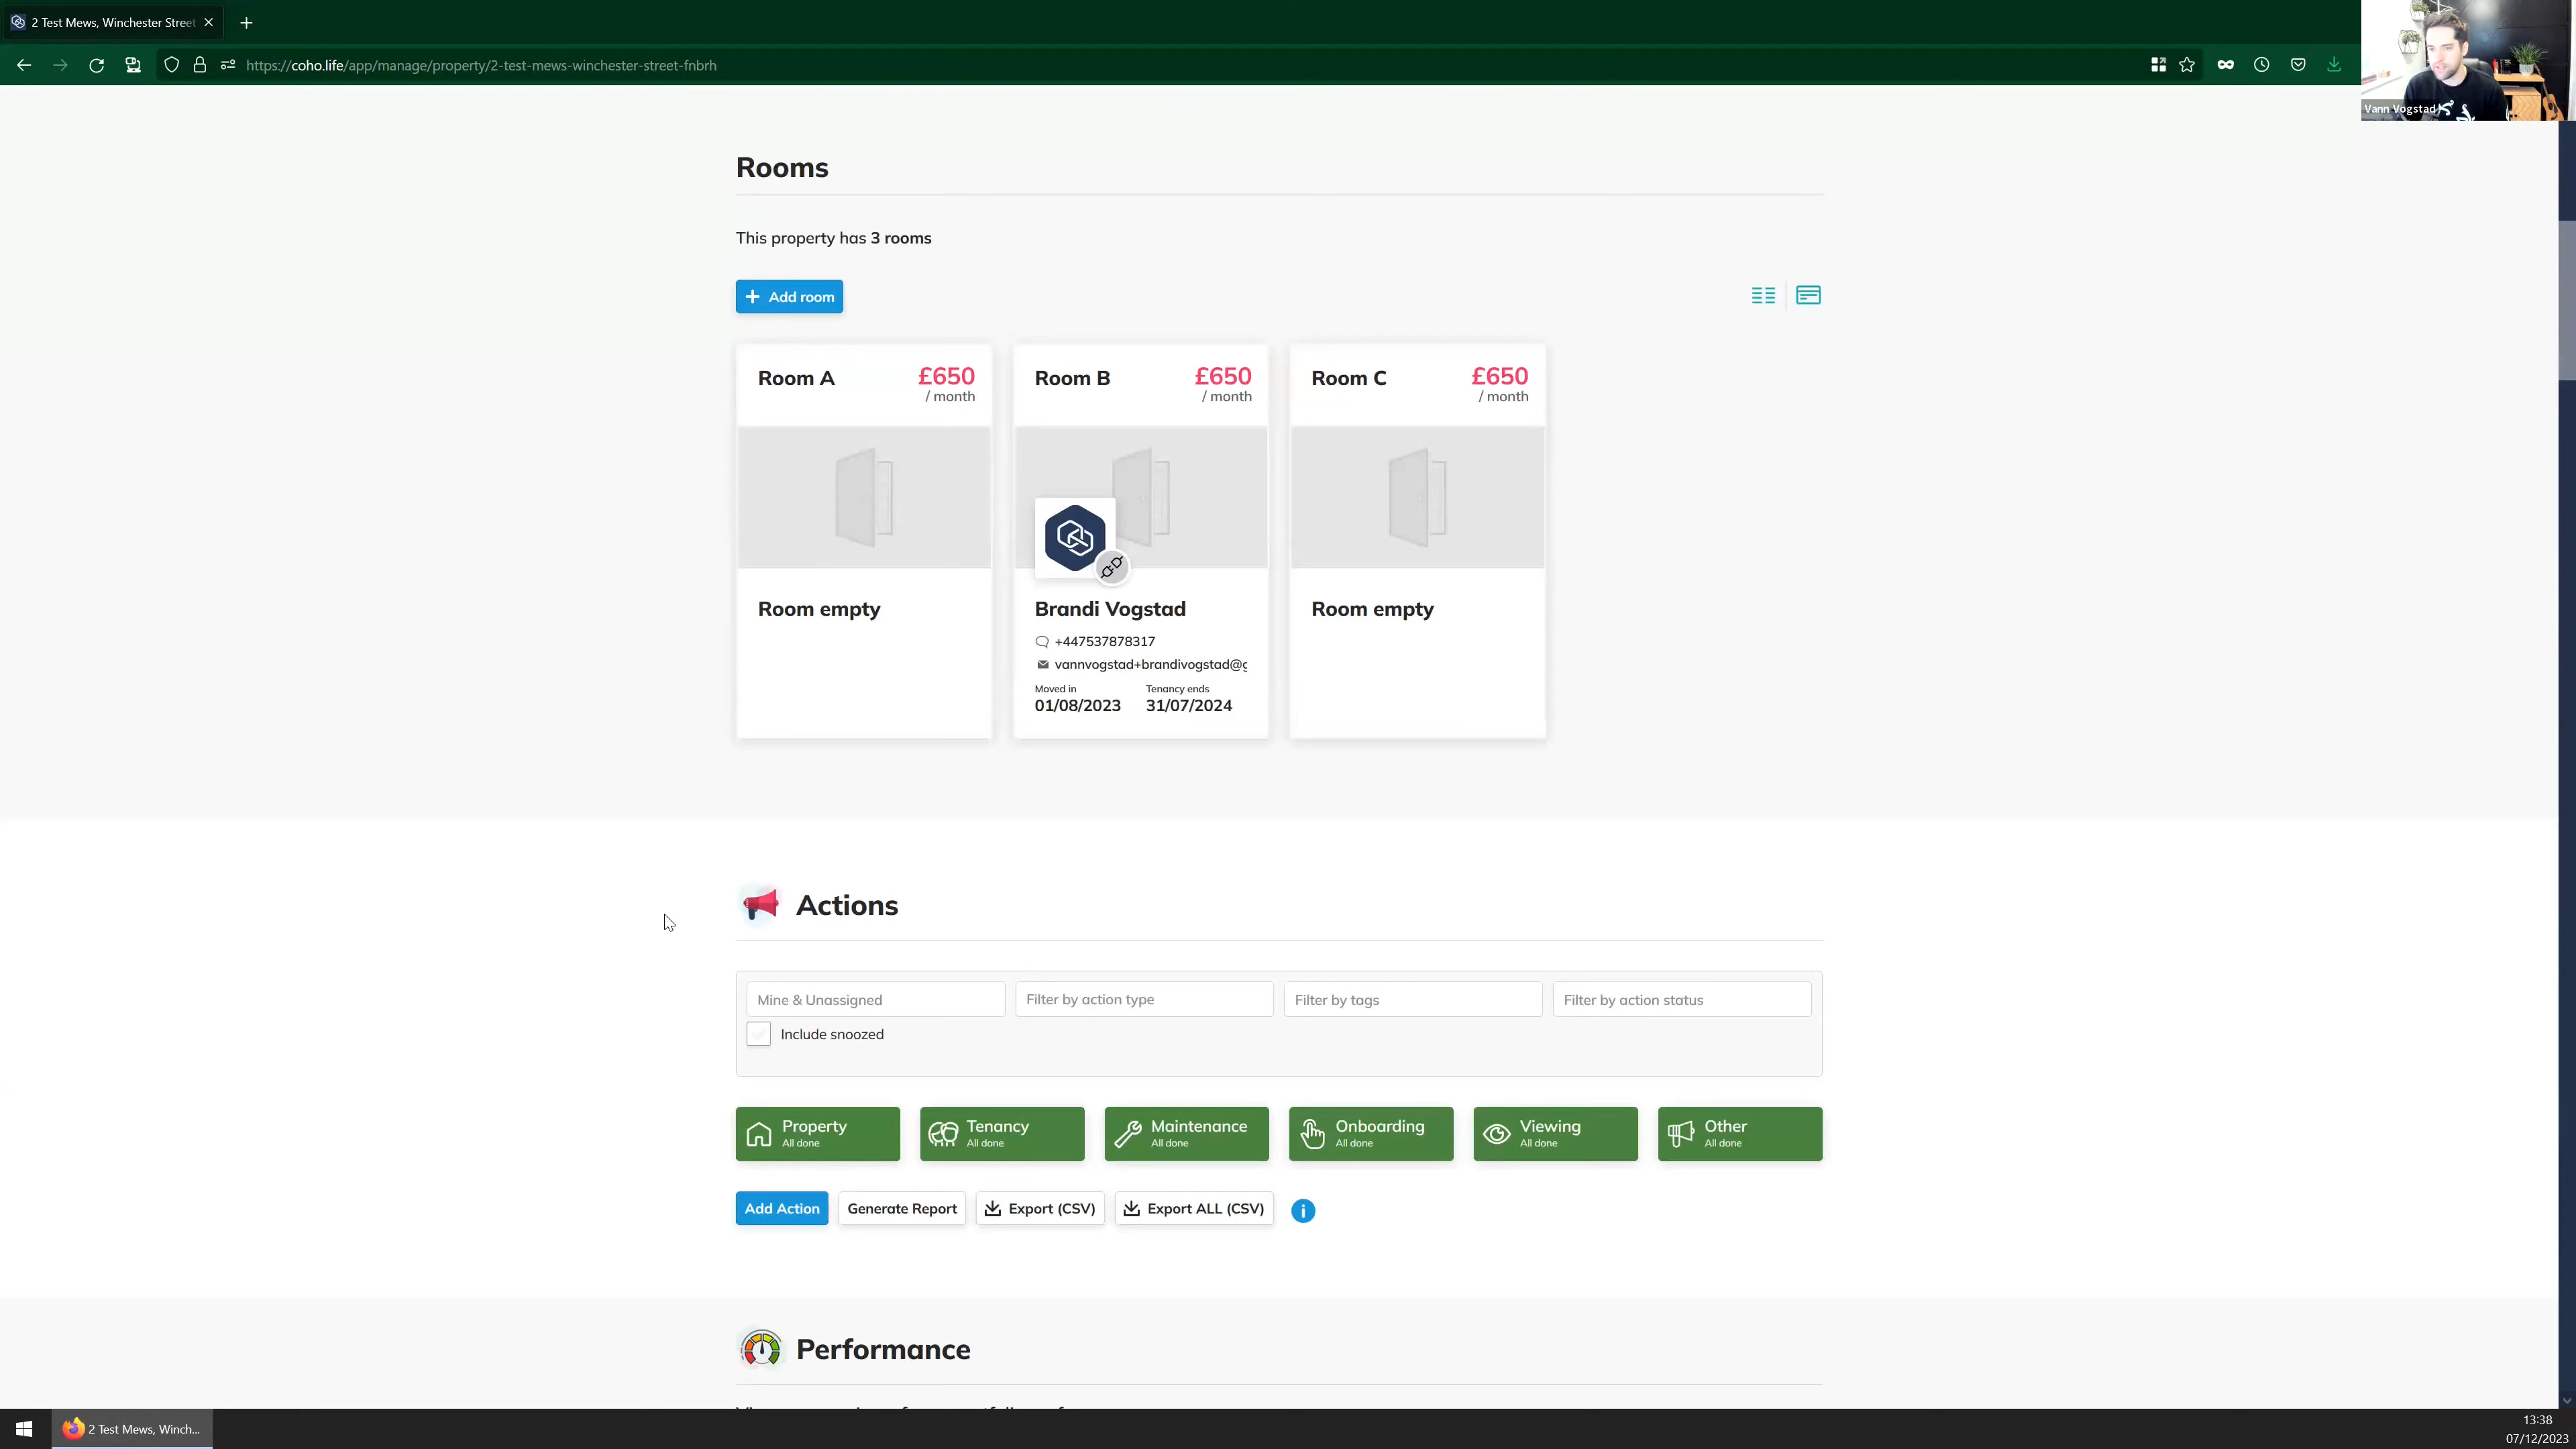 2 Test Mews, Winchester Street
https://coho.life/app/manage/property/2-test-mews-winchester-street-fnbrh
Vann Vogstad
Rooms
This property has 3 rooms
Add room
Room A
£650
/ month
Room empty
Room B
£650
/ month
Brandi Vogstad
+447537878317
vannvogstad+brandivogstad@g
Moved in
01/08/2023
Tenancy ends
31/07/2024
Room C
£650
/ month
Room empty
Actions
Mine & Unassigned
Filter by action type
Filter by tags
Filter by action status
Include snoozed
Property
All done
Tenancy
All done
Maintenance
All done
Onboarding
All done
Viewing
All done
Other
All done
Add Action
Generate Report
Export (CSV)
Export ALL (CSV)
Performance
2 Test Mews, Winch...
13:38
07/12/2023